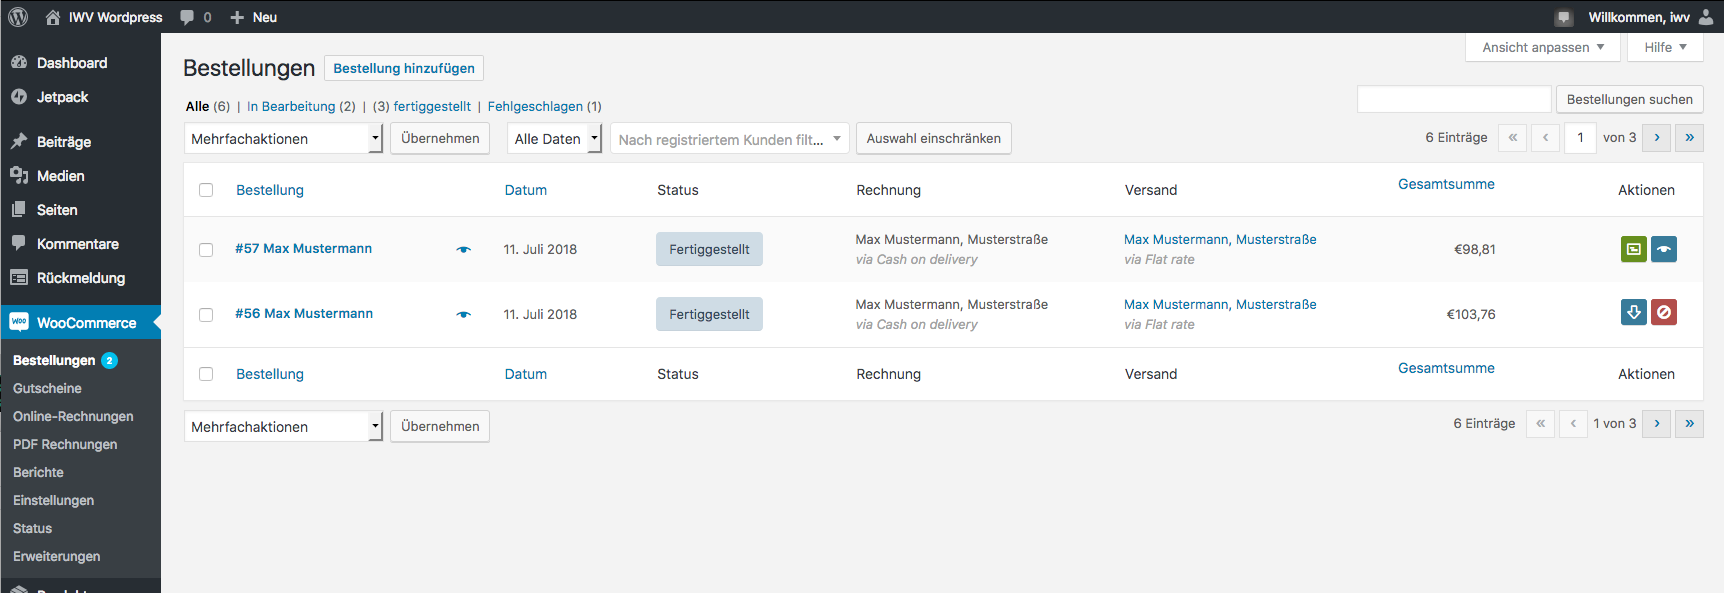 IWV Wordpress 0 Neu Willkommen, iwv
Dashboard
Jetpack
Beiträge
Medien
Seiten
Kommentare
Rückmeldung
Woo WooCommerce
Bestellungen 2
Gutscheine
Online-Rechnungen
PDF Rechnungen
Berichte
Einstellungen
Status
Erweiterungen
Ansicht anpassen Hilfe
Bestellungen Bestellung hinzufügen
Alle (6) | In Bearbeitung (2) | (3) fertiggestellt | Fehlgeschlagen (1)
Bestellungen suchen
Mehrfachaktionen Übernehmen Alle Daten Nach registriertem Kunden filt... Auswahl einschränken 6 Einträge « ‹ 1 von 3 › »
Bestellung Datum Status Rechnung Versand Gesamtsumme Aktionen
#57 Max Mustermann 11. Juli 2018 Fertiggestellt Max Mustermann, Musterstraße Max Mustermann, Musterstraße €98,81
via Cash on delivery via Flat rate
#56 Max Mustermann 11. Juli 2018 Fertiggestellt Max Mustermann, Musterstraße Max Mustermann, Musterstraße €103,76
via Cash on delivery via Flat rate
Bestellung Datum Status Rechnung Versand Gesamtsumme Aktionen
Mehrfachaktionen Übernehmen 6 Einträge « ‹ 1 von 3 › »